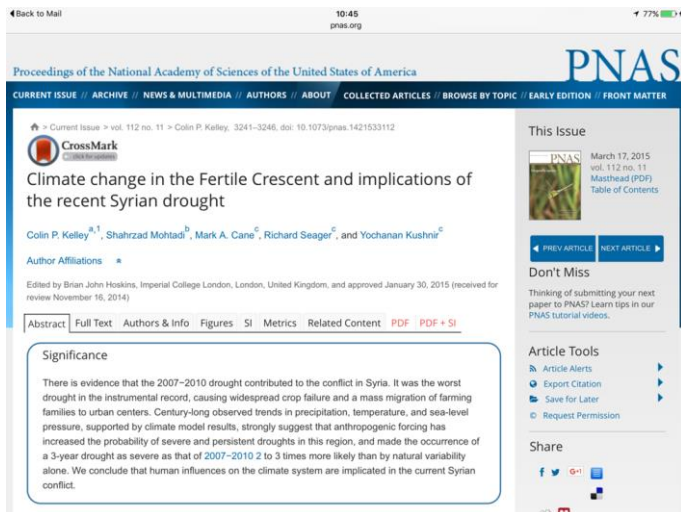 Back to Mail
10:45
77%
pnas.org
Proceedings of the National Academy of Sciences of the United States of America
PNAS
CURRENT ISSUE // ARCHIVE // NEWS & MULTIMEDIA // AUTHORS // ABOUT COLLECTED ARTICLES // BROWSE BY TOPIC // EARLY EDITION // FRONT MATTER
> Current Issue > vol. 112 no. 11 > Colin P. Kelley, 3241–3246, doi: 10.1073/pnas.1421533112
CrossMark
click for updates
Climate change in the Fertile Crescent and implications of
the recent Syrian drought
Colin P. Kelley a,1, Shahrzad Mohtadi b, Mark A. Cane c, Richard Seager c, and Yochanan Kushnir c
Author Affiliations
Edited by Brian John Hoskins, Imperial College London, London, United Kingdom, and approved January 30, 2015 (received for
review November 16, 2014)
Abstract Full Text Authors & Info Figures SI Metrics Related Content PDF PDF + SI
Significance
There is evidence that the 2007−2010 drought contributed to the conflict in Syria. It was the worst
drought in the instrumental record, causing widespread crop failure and a mass migration of farming
families to urban centers. Century-long observed trends in precipitation, temperature, and sea-level
pressure, supported by climate model results, strongly suggest that anthropogenic forcing has
increased the probability of severe and persistent droughts in this region, and made the occurrence of
a 3-year drought as severe as that of 2007−2010 2 to 3 times more likely than by natural variability
alone. We conclude that human influences on the climate system are implicated in the current Syrian
conflict.
This Issue
PNAS
March 17, 2015
vol. 112 no. 11
Masthead (PDF)
Table of Contents
PREV ARTICLE NEXT ARTICLE
Don't Miss
Thinking of submitting your next
paper to PNAS? Learn tips in our
PNAS tutorial videos.
Article Tools
Article Alerts
Export Citation
Save for Later
© Request Permission
Share
f G+1